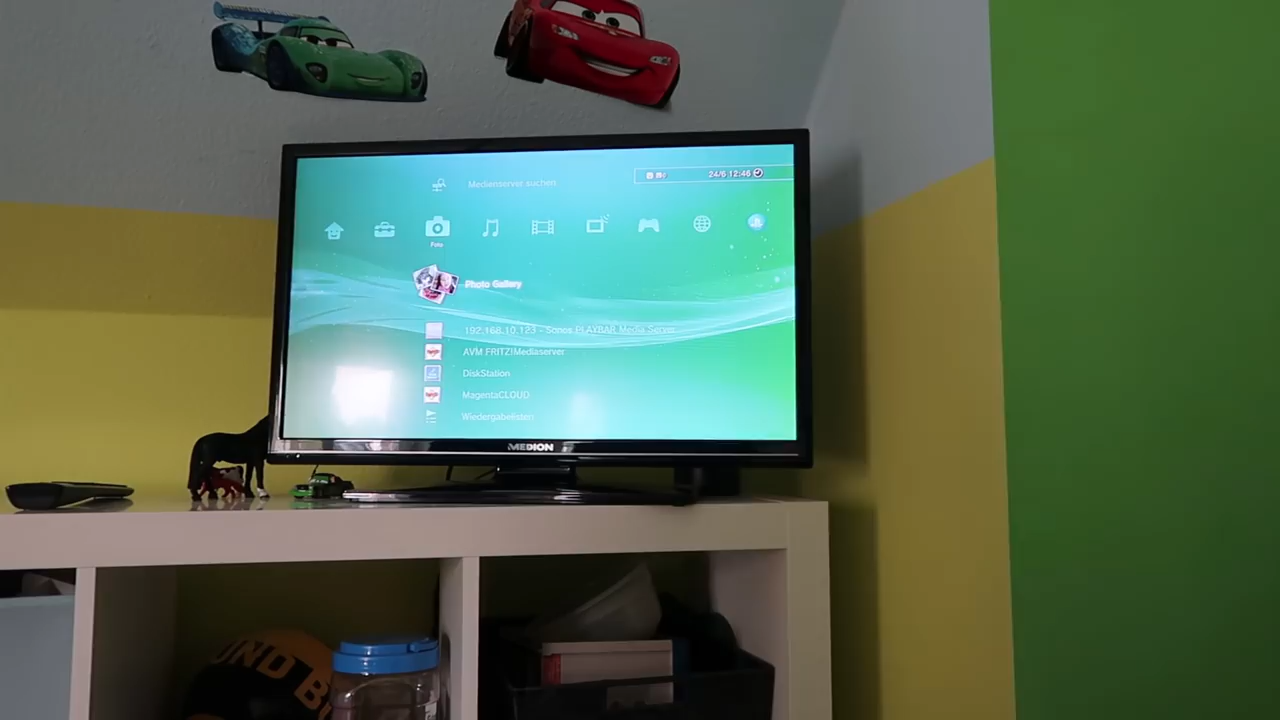 Medienserver suchen
24/6 12:46
Foto
Photo Gallery
192.168.10.123 - Sonos PLAYBAR Media Server
AVM FRITZ!Mediaserver
DiskStation
MagentaCLOUD
Wiedergabelisten
MEDION
UND B